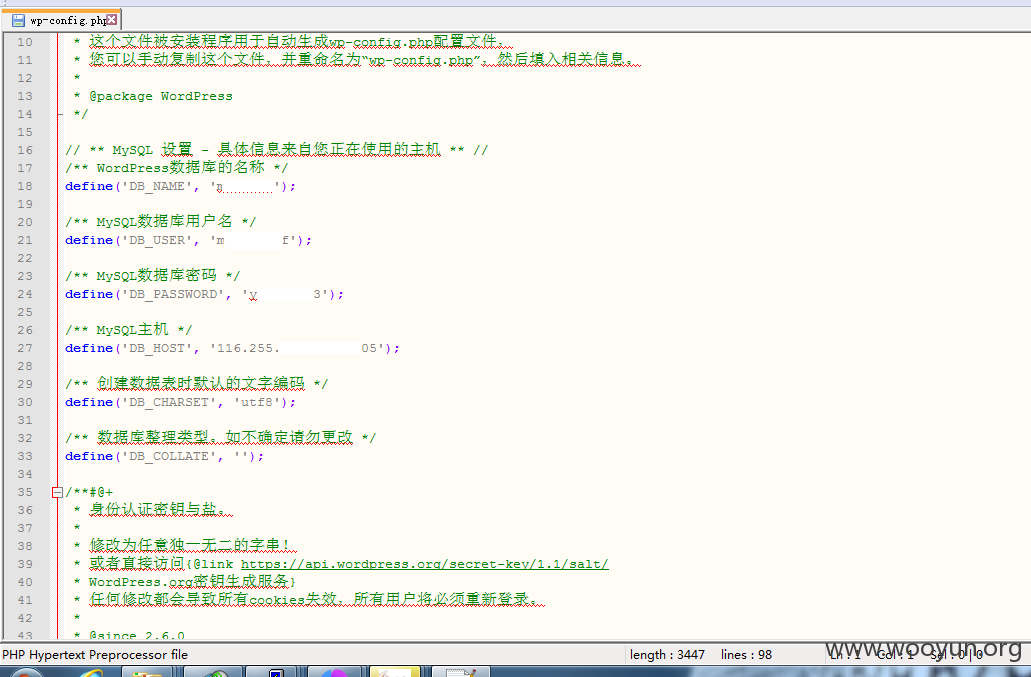 wp-config.php
10 * 这个文件被安装程序用于自动生成wp-config.php配置文件，
11 * 您可以手动复制这个文件，并重命名为“wp-config.php”，然后填入相关信息。
12 *
13 * @package WordPress
14 */
15
16 // ** MySQL 设置 - 具体信息来自您正在使用的主机 ** //
17 /** WordPress数据库的名称 */
18 define('DB_NAME', ' ');
19
20 /** MySQL数据库用户名 */
21 define('DB_USER', 'm f');
22
23 /** MySQL数据库密码 */
24 define('DB_PASSWORD', 'y 3');
25
26 /** MySQL主机 */
27 define('DB_HOST', '116.255. 05');
28
29 /** 创建数据表时默认的文字编码 */
30 define('DB_CHARSET', 'utf8');
31
32 /** 数据库整理类型。如不确定请勿更改 */
33 define('DB_COLLATE', '');
34
35 /**#@+
36 * 身份认证密钥与盐。
37 *
38 * 修改为任意独一无二的字串！
39 * 或者直接访问{@link https://api.wordpress.org/secret-key/1.1/salt/
40 * WordPress.org密钥生成服务}
41 * 任何修改都会导致所有cookies失效，所有用户将必须重新登录。
42 *
43 * @since 2.6.0
PHP Hypertext Preprocessor file length : 3447 lines : 98 Ln : 1 Col : 1 Sel : 0 | 0
www.wooyun.org